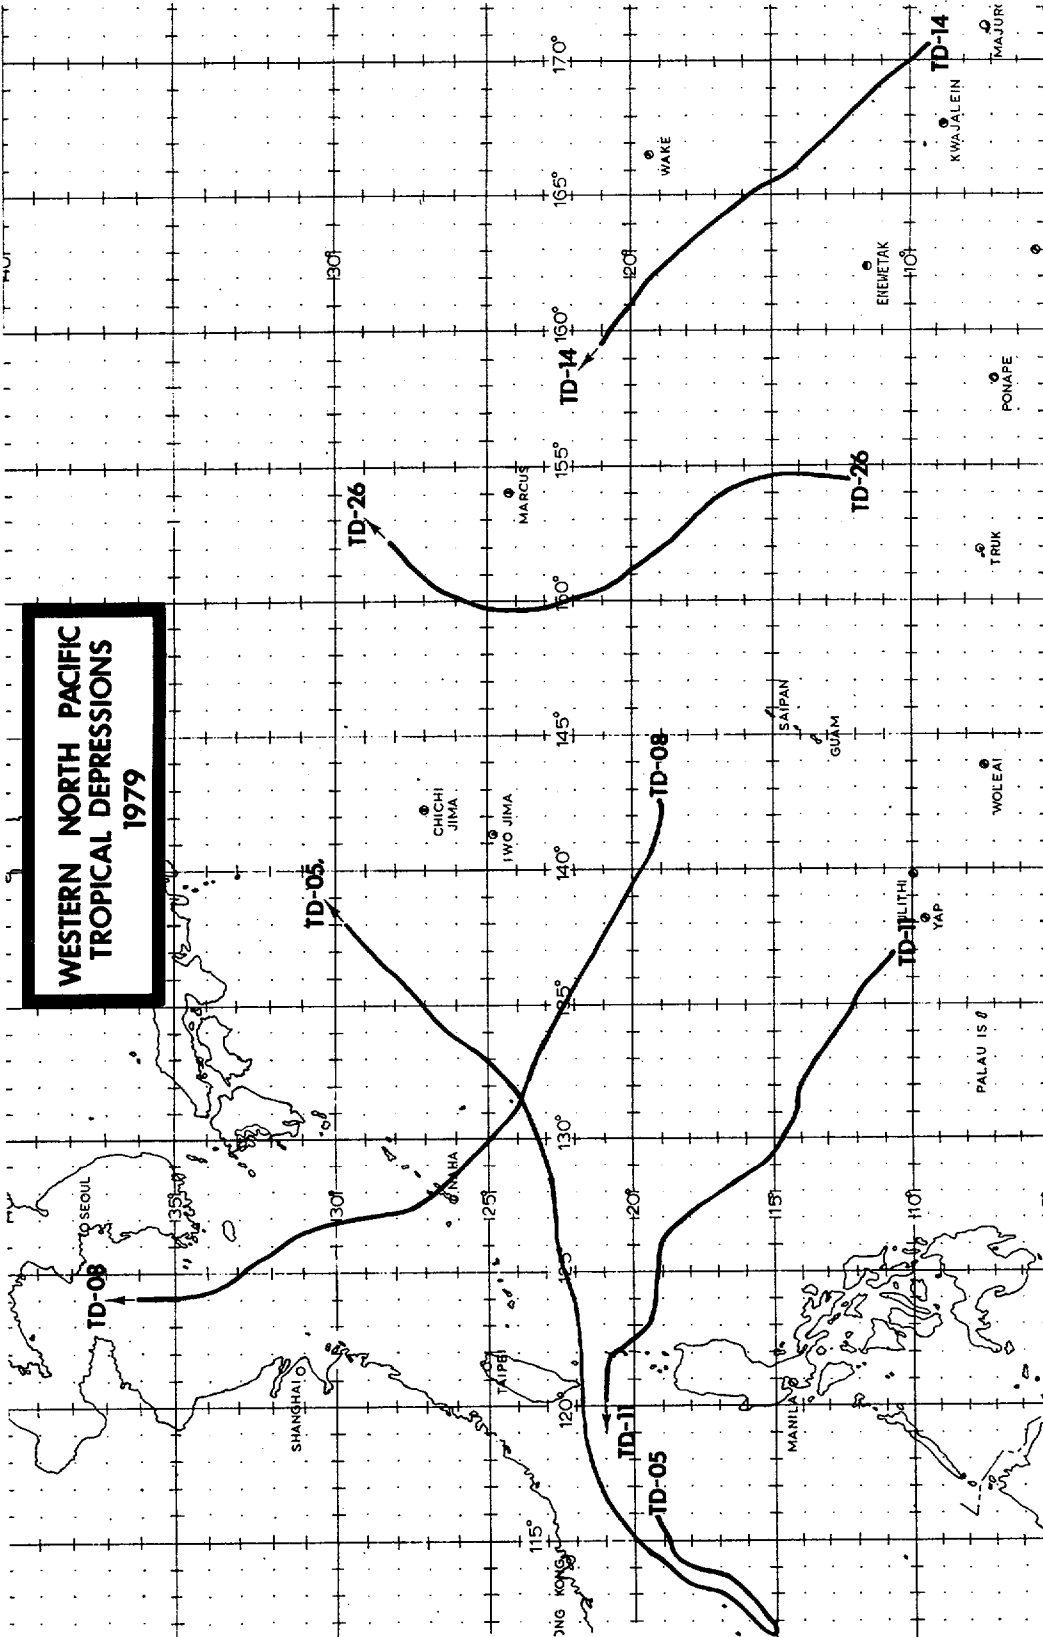 WESTERN NORTH PACIFIC
TROPICAL DEPRESSIONS
1979
TD-08
TD-08
TD-05
TD-05
TD-11
TD-11
TD-14
TD-14
TD-26
TD-26
SEOUL
SHANGHAI
TAIPEI
NAHA
MANILA
CHICHI
JIMA
IWO JIMA
MARCUS
WAKE
SAIPAN
GUAM
YAP
PALAU IS
WOLEAI
TRUK
PONAPE
ENEWETAK
KWAJALEIN
115°
120°
125°
130°
135°
140°
145°
150°
155°
160°
165°
170°
35°
30°
25°
20°
15°
10°
30°
20°
10°